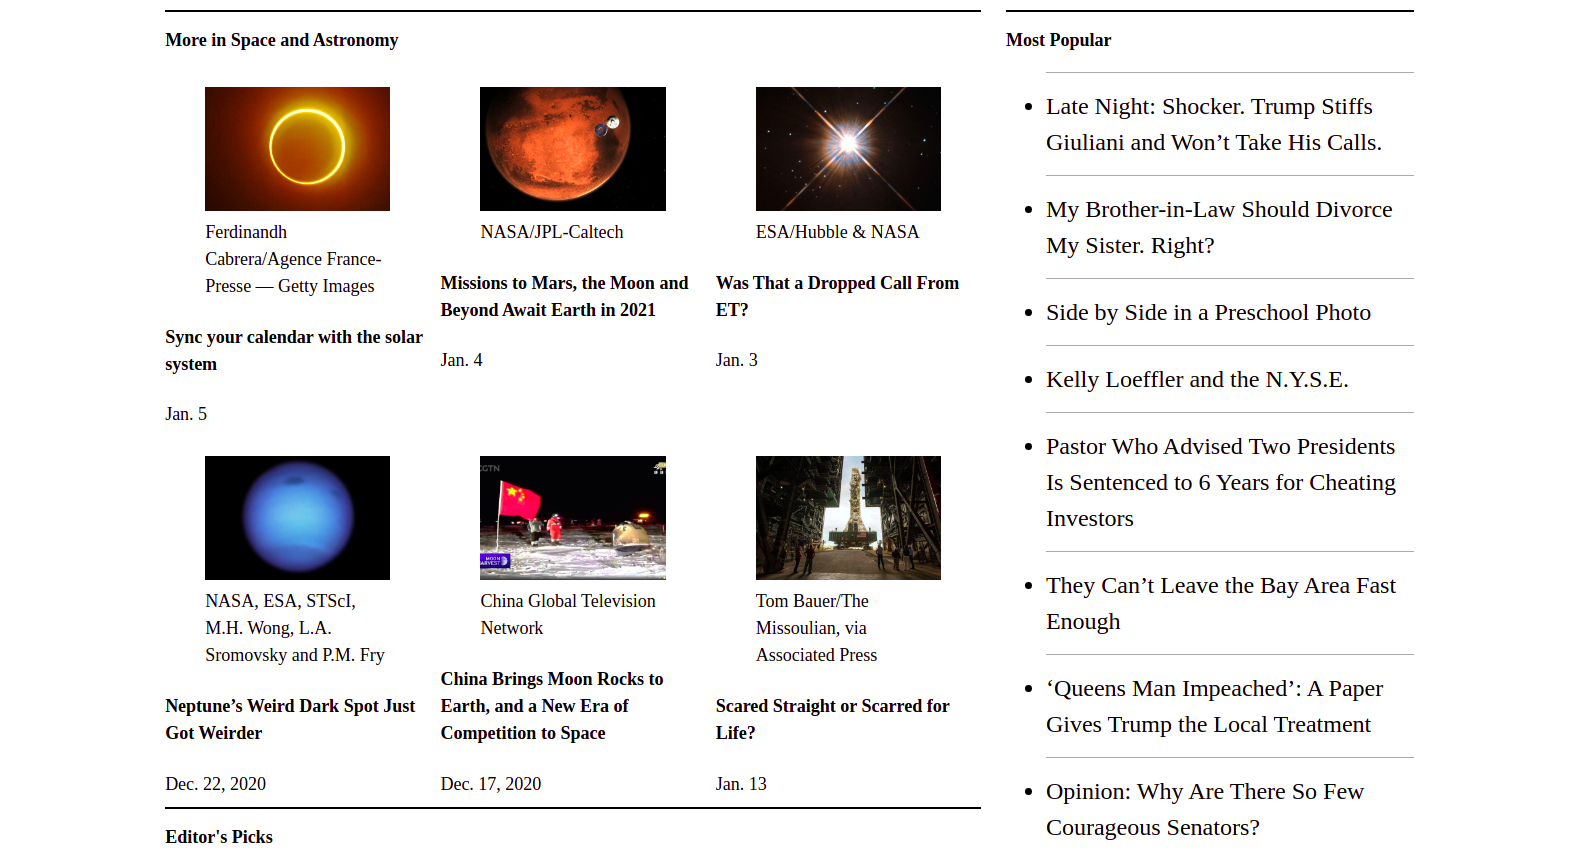 More in Space and Astronomy
Ferdinandh
Cabrera/Agence France-
Presse — Getty Images
Sync your calendar with the solar
system
Jan. 5
NASA/JPL-Caltech
Missions to Mars, the Moon and
Beyond Await Earth in 2021
Jan. 4
ESA/Hubble & NASA
Was That a Dropped Call From
ET?
Jan. 3
NASA, ESA, STScI,
M.H. Wong, L.A.
Sromovsky and P.M. Fry
Neptune’s Weird Dark Spot Just
Got Weirder
Dec. 22, 2020
CGTN
MOON
HARVEST
China Global Television
Network
China Brings Moon Rocks to
Earth, and a New Era of
Competition to Space
Dec. 17, 2020
Tom Bauer/The
Missoulian, via
Associated Press
Scared Straight or Scarred for
Life?
Jan. 13
Editor's Picks
Most Popular
Late Night: Shocker. Trump Stiffs
Giuliani and Won’t Take His Calls.
My Brother-in-Law Should Divorce
My Sister. Right?
Side by Side in a Preschool Photo
Kelly Loeffler and the N.Y.S.E.
Pastor Who Advised Two Presidents
Is Sentenced to 6 Years for Cheating
Investors
They Can’t Leave the Bay Area Fast
Enough
‘Queens Man Impeached’: A Paper
Gives Trump the Local Treatment
Opinion: Why Are There So Few
Courageous Senators?